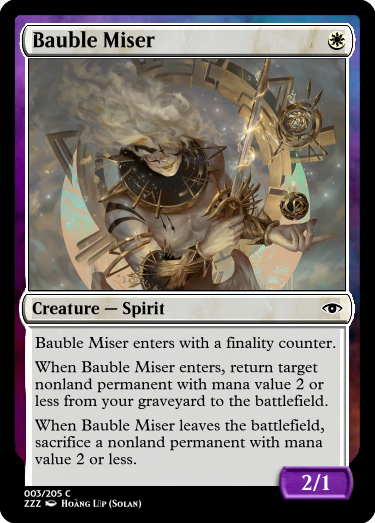 Bauble Miser
Creature — Spirit
Bauble Miser enters with a finality counter.
When Bauble Miser enters, return target
nonland permanent with mana value 2 or
less from your graveyard to the battlefield.
When Bauble Miser leaves the battlefield,
sacrifice a nonland permanent with mana
value 2 or less.
2/1
003/205 C
ZZZ Hoàng (Solan)